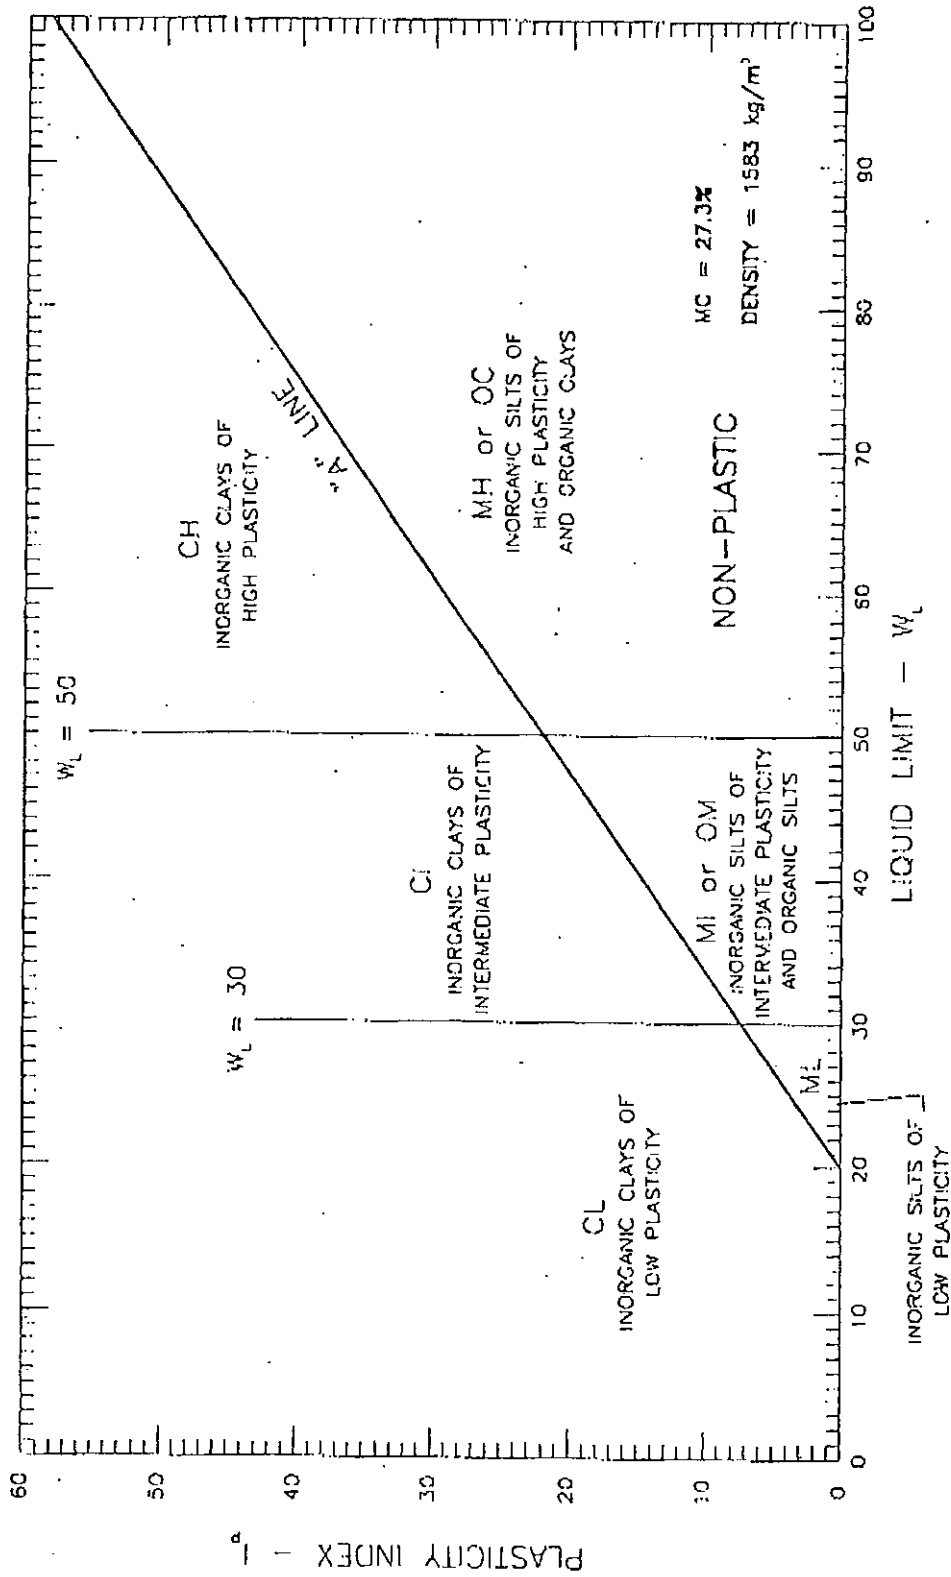 PLASTICITY INDEX – Ip
60
50
40
30
20
10
0
W_L = 30
W_L = 50
CH
INORGANIC CLAYS OF
HIGH PLASTICITY
"A" LINE
CI
INORGANIC CLAYS OF
INTERMEDIATE PLASTICITY
MH or OC
INORGANIC SILTS OF
HIGH PLASTICITY
AND ORGANIC CLAYS
CL
INORGANIC CLAYS OF
LOW PLASTICITY
MI or OM
INORGANIC SILTS OF
INTERMEDIATE PLASTICITY
AND ORGANIC SILTS
NON-PLASTIC
MC = 27.3%
DENSITY = 1583 kg/m³
ML
0
10
20
30
40
50
60
70
80
90
100
INORGANIC SILTS OF
LOW PLASTICITY
LIQUID LIMIT – W_L